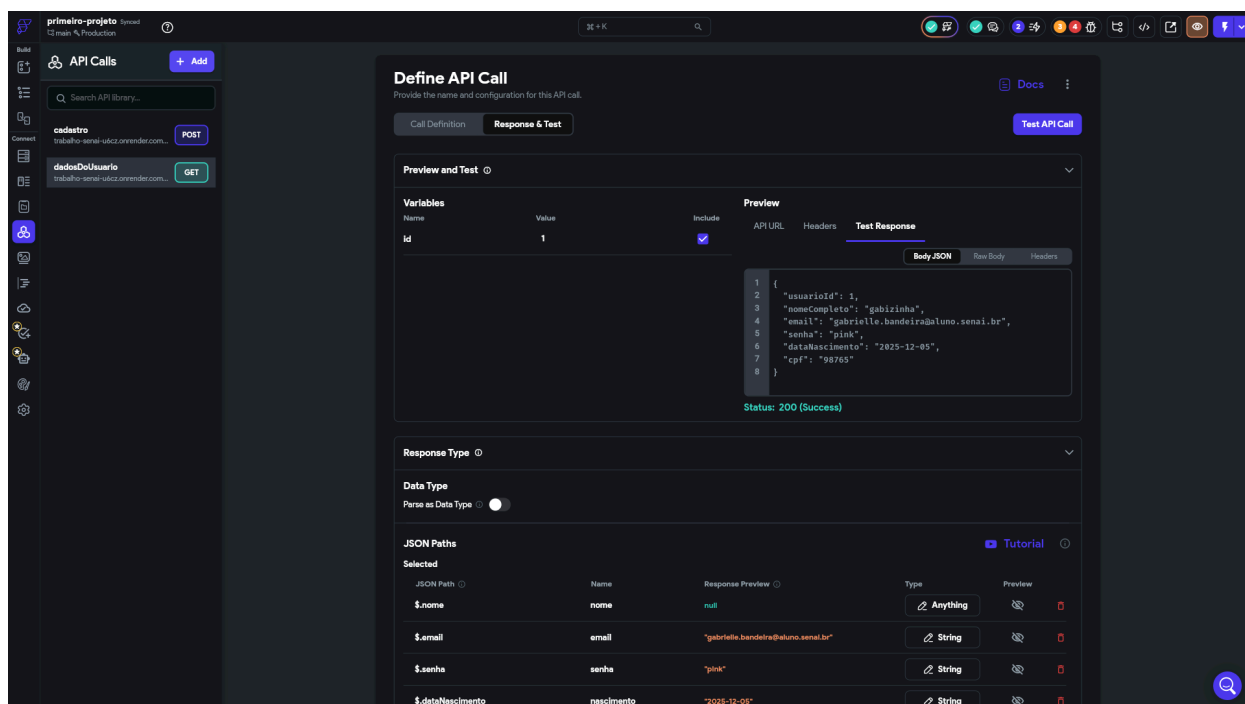 primeiro-projeto Synced
main Production
⌘+K
2
3
4
Build
Connect
API Calls
+ Add
Search API library...
cadastro
trabalho-senai-u6cz.onrender.com...
POST
dadosDoUsuario
trabalho-senai-u6cz.onrender.com...
GET
Define API Call
Provide the name and configuration for this API call.
Docs
Call Definition
Response & Test
Test API Call
Preview and Test
Variables
Name Value Include
id 1
Preview
API URL Headers Test Response
Body JSON Raw Body Headers
1 {
2 "usuarioId": 1,
3 "nomeCompleto": "gabizinha",
4 "email": "gabrielle.bandeira@aluno.senai.br",
5 "senha": "pink",
6 "dataNascimento": "2025-12-05",
7 "cpf": "98765"
8 }
Status: 200 (Success)
Response Type
Data Type
Parse as Data Type
JSON Paths
Tutorial
Selected
JSON Path Name Response Preview Type Preview
$.nome nome null Anything
$.email email "gabrielle.bandeira@aluno.senai.br" String
$.senha senha "pink" String
$.dataNascimento nascimento "2025-12-05" String